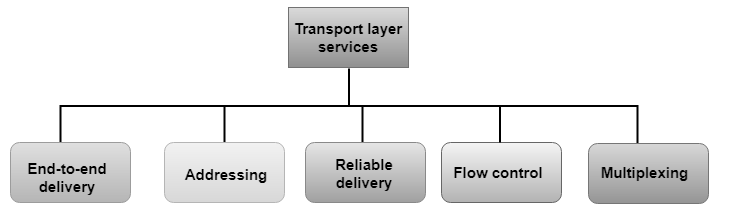 Transport layer
services
End-to-end
delivery
Addressing
Reliable
delivery
Flow control
Multiplexing